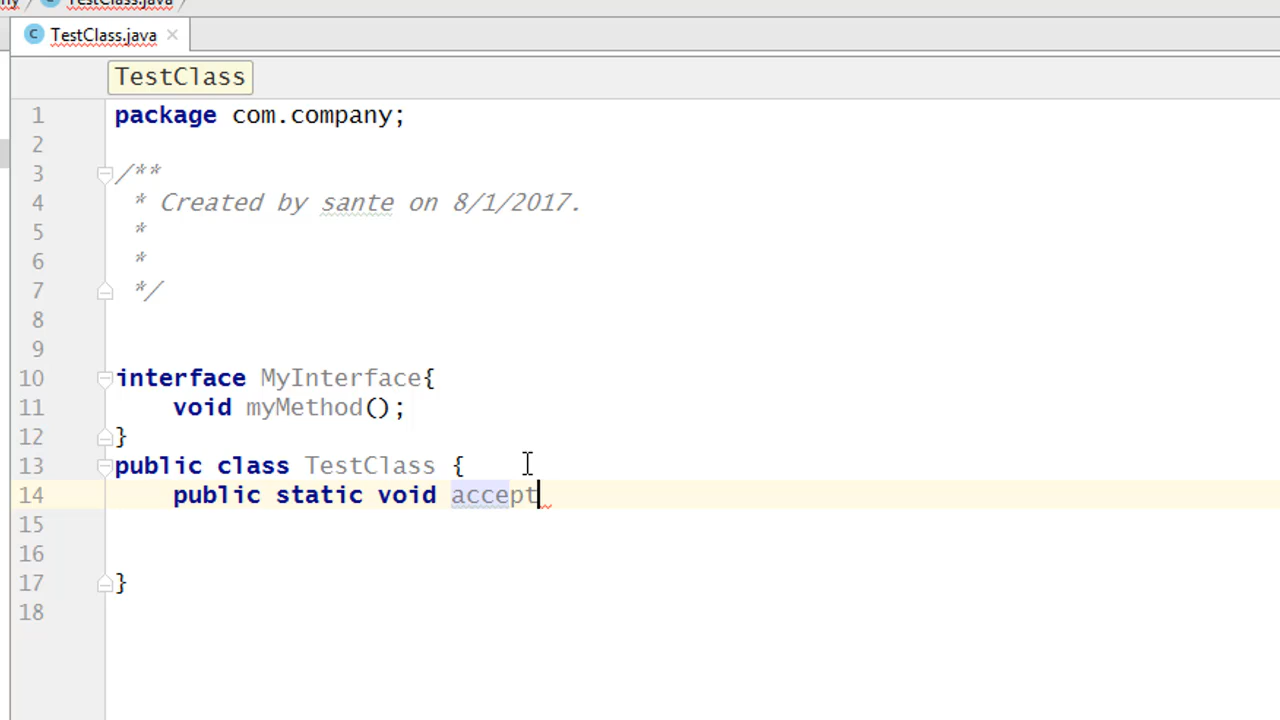 TestClass.java
TestClass.java
TestClass
1 package com.company;
2
3 /**
4 * Created by sante on 8/1/2017.
5 *
6 *
7 */
8
9
10 interface MyInterface{
11 void myMethod();
12 }
13 public class TestClass {
14 public static void accept
15
16
17 }
18